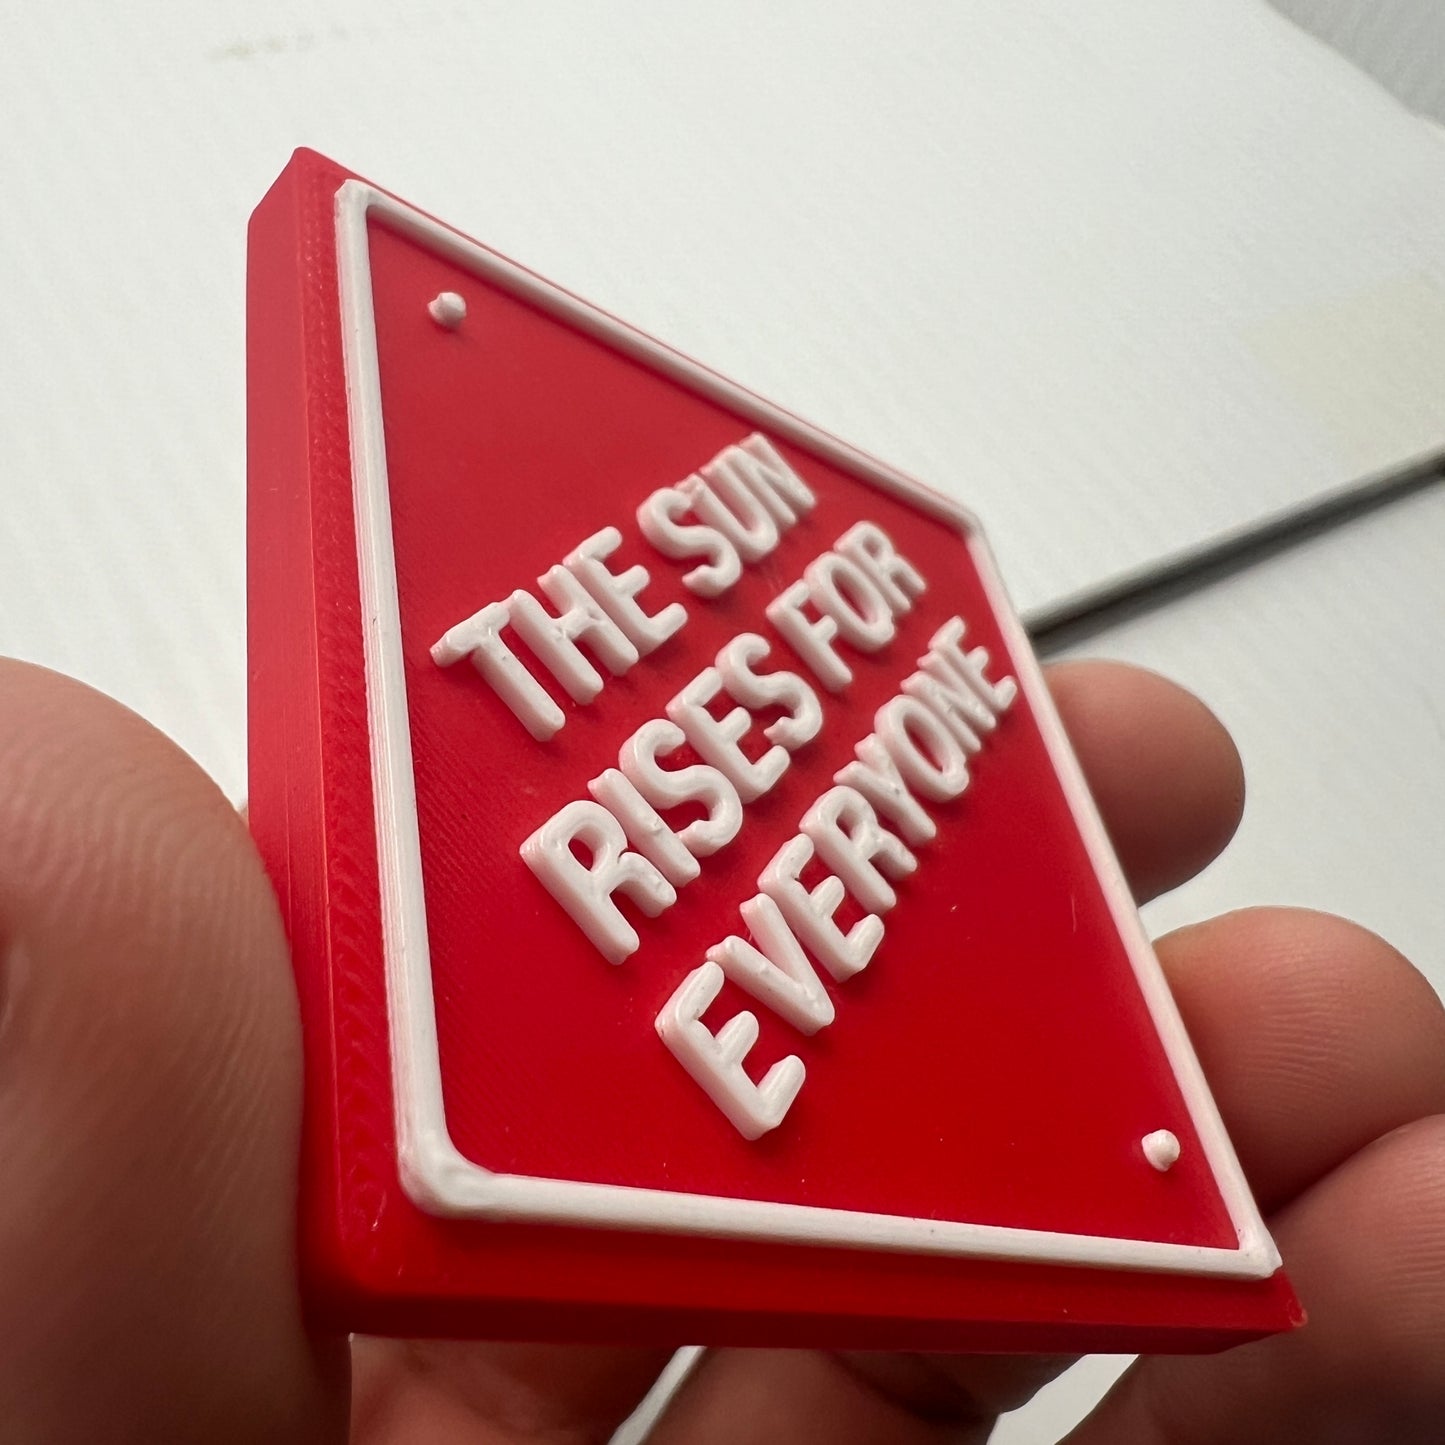 THE SUN
RISES FOR
EVERYONE